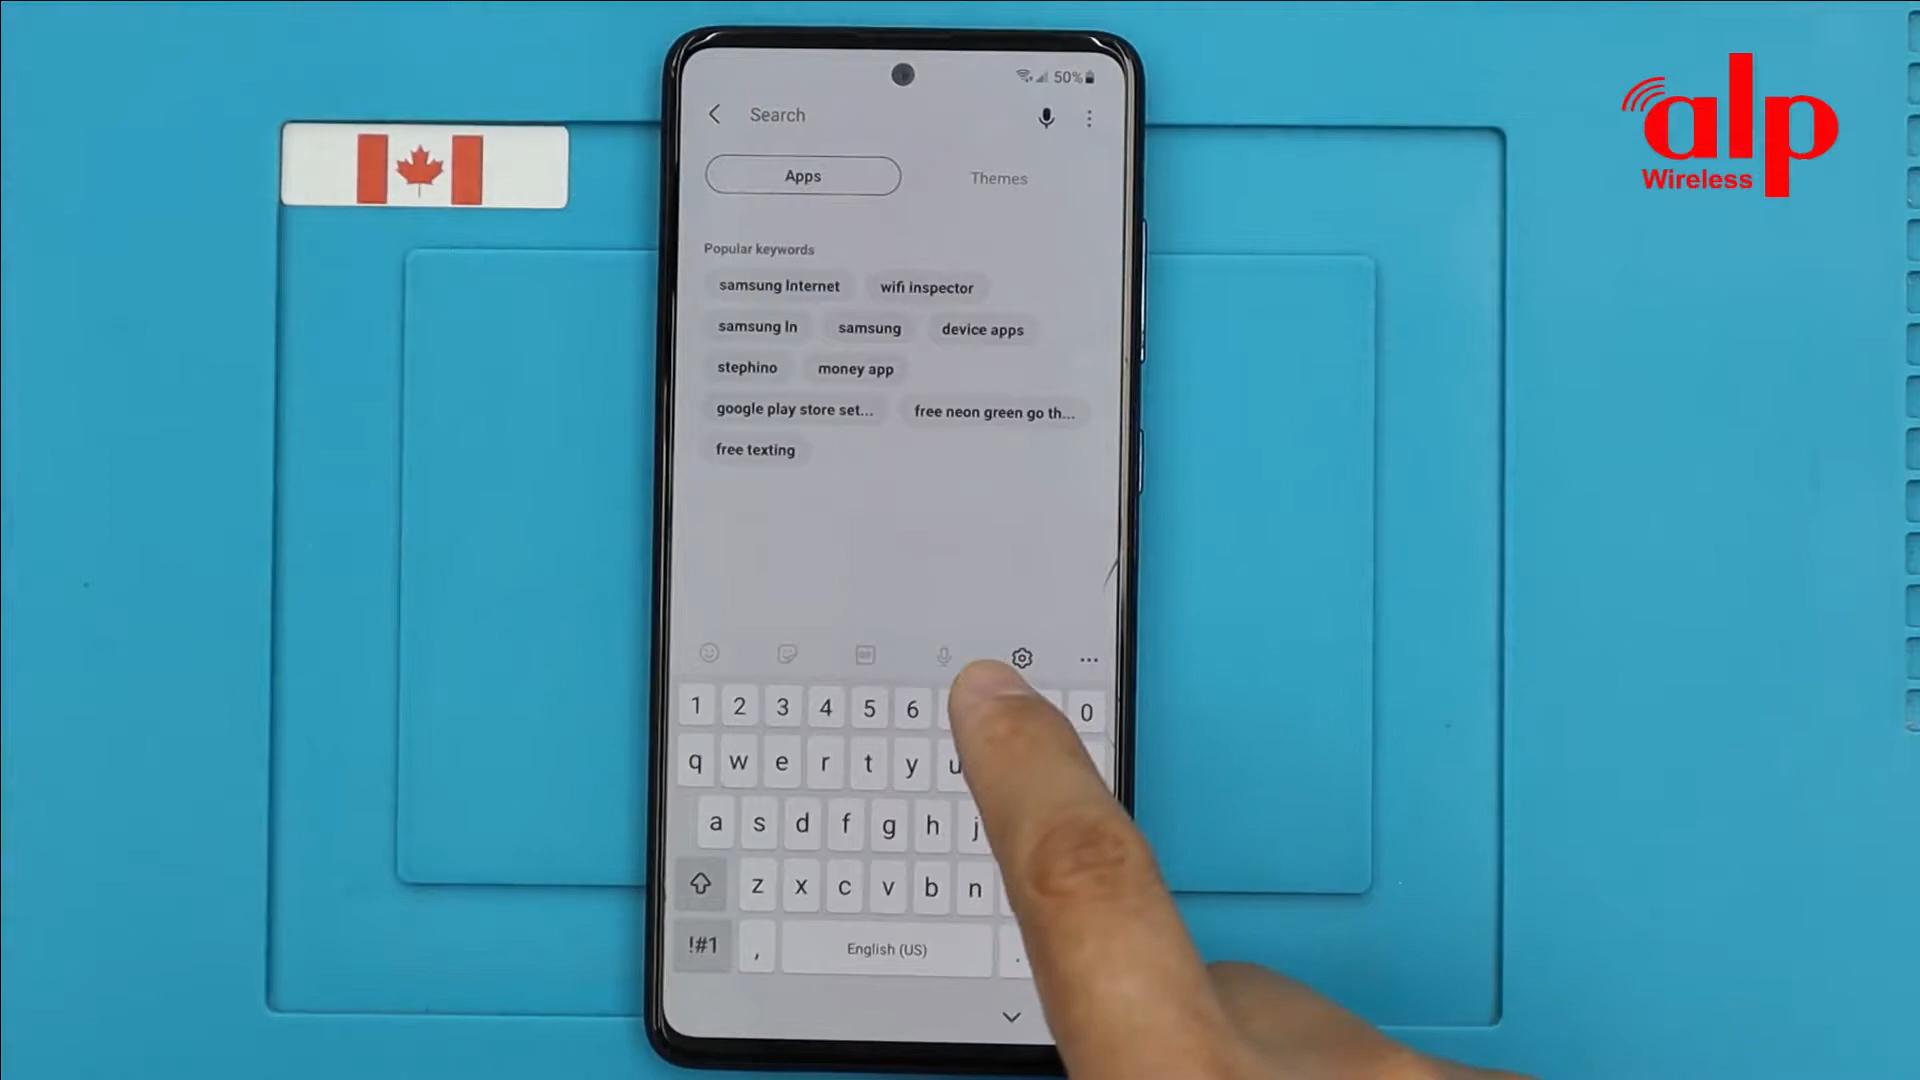 50%
Search
Apps
Themes
Popular keywords
samsung Internet
wifi inspector
samsung In
samsung
device apps
stephino
money app
google play store set...
free neon green go th...
free texting
1 2 3 4 5 6 0
q w e r t y u
a s d f g h j
z x c v b n
!#1 , English (US) .
alp
Wireless